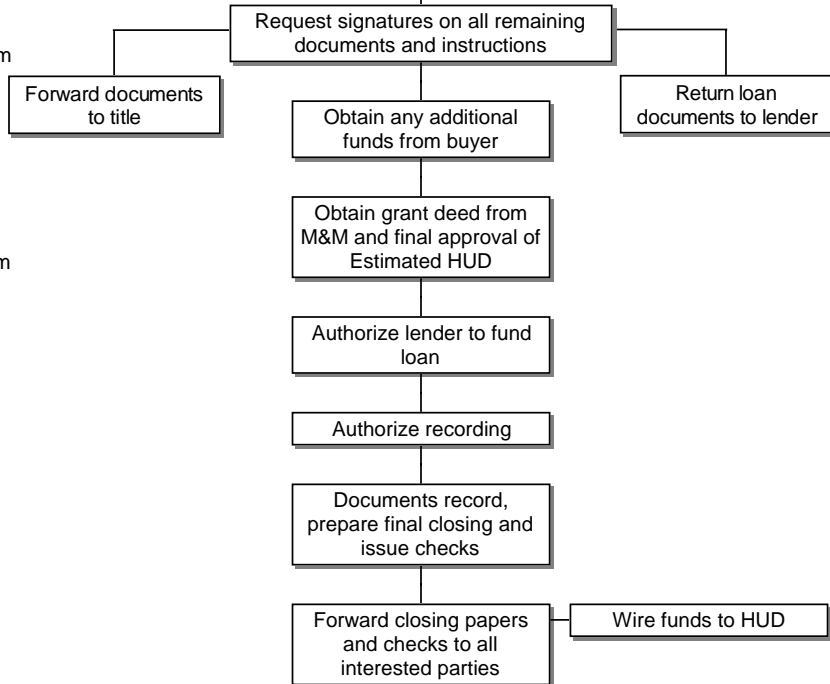 Request signatures on all remaining
documents and instructions
m
Forward documents
to title
Return loan
documents to lender
Obtain any additional
funds from buyer
Obtain grant deed from
M&M and final approval of
Estimated HUD
m
Authorize lender to fund
loan
Authorize recording
Documents record,
prepare final closing and
issue checks
Forward closing papers
and checks to all
interested parties
Wire funds to HUD